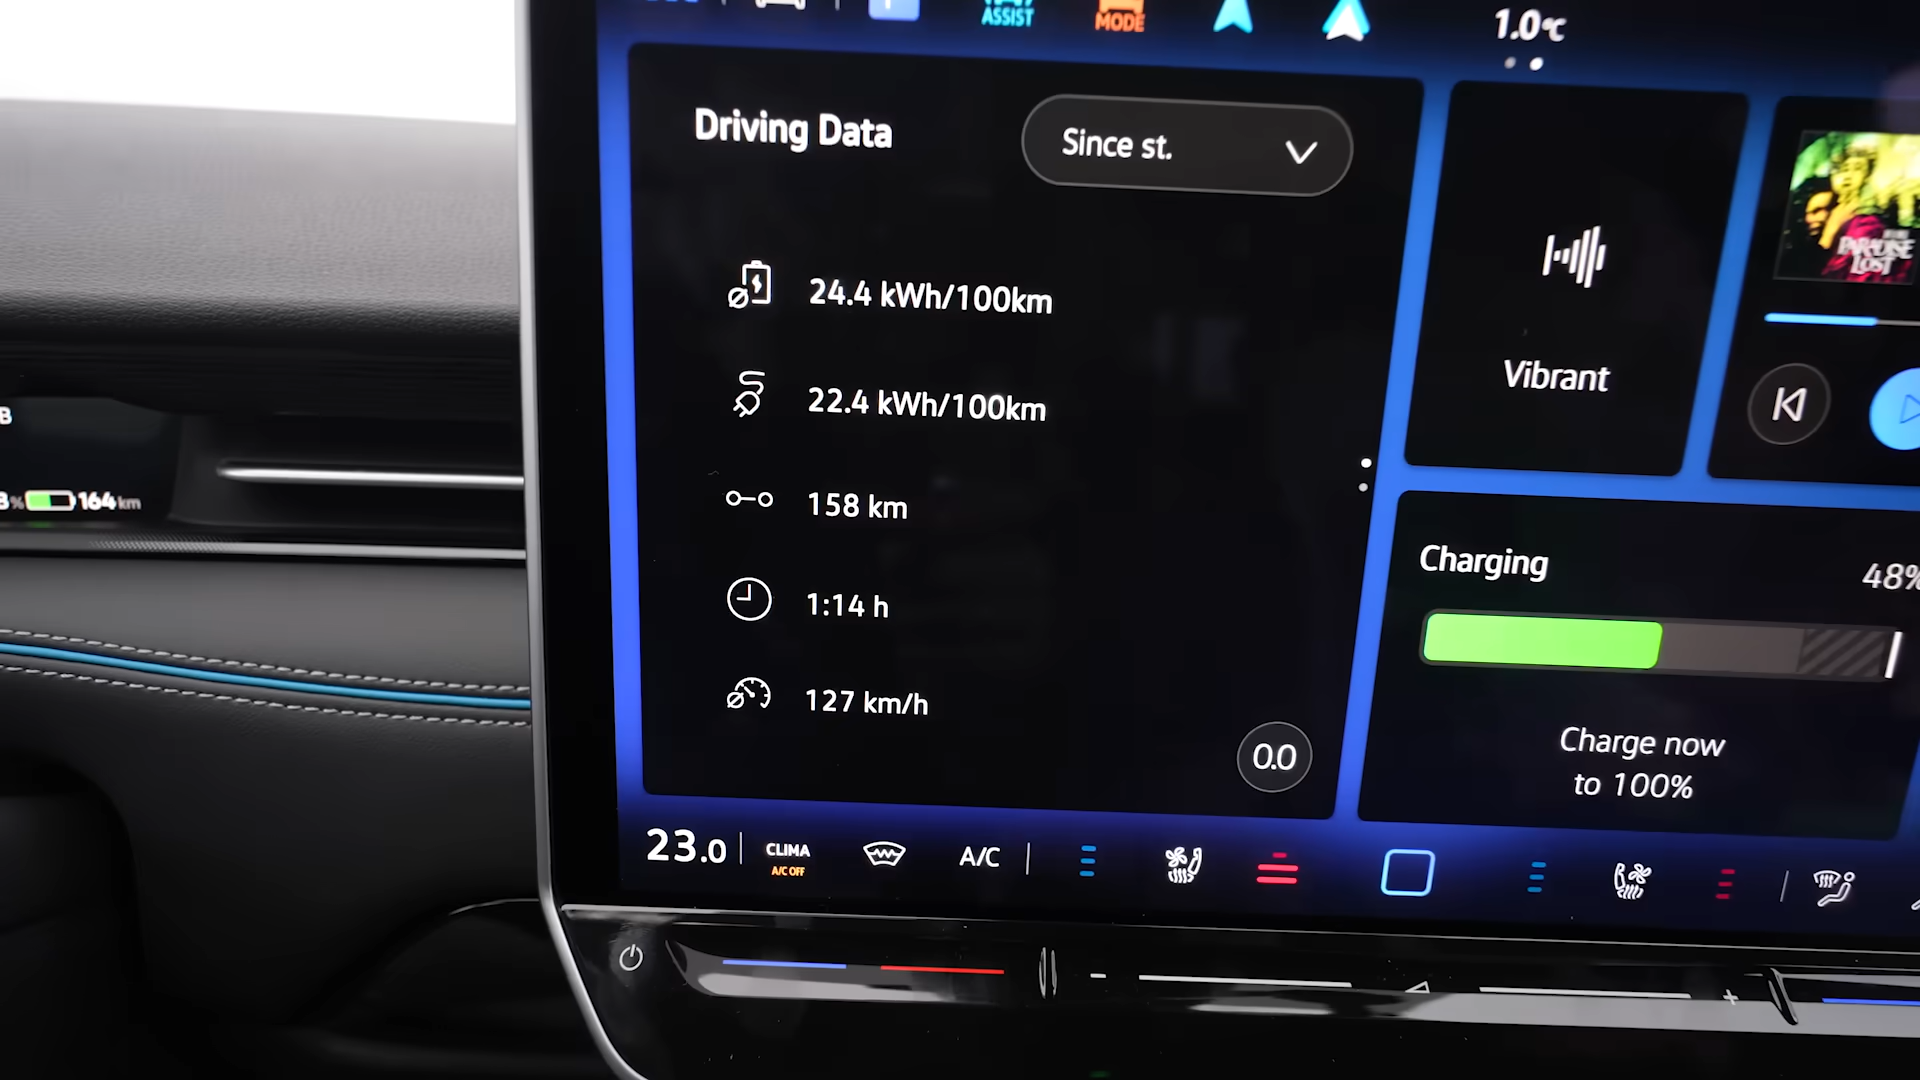 ASSIST
MODE
1.0°C
Driving Data
Since st.
24.4 kWh/100km
22.4 kWh/100km
158 km
1:14 h
127 km/h
0.0
Vibrant
PARADISE
LOST
Charging
48%
Charge now
to 100%
B
% 164 km
23.0
CLIMA
A/C OFF
A/C